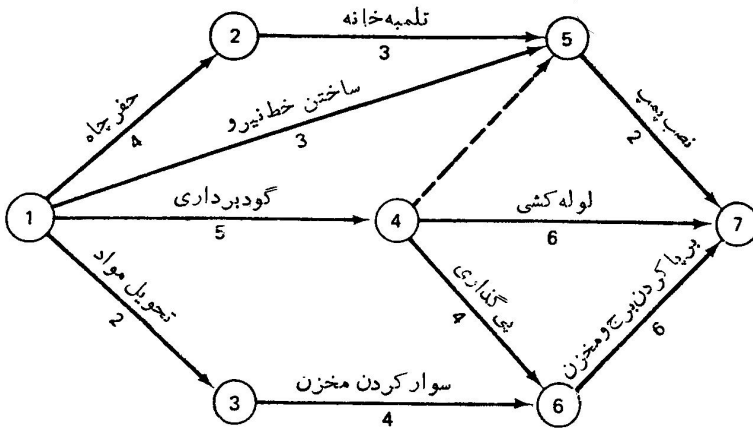 تلمبه‌خانه
2
3
5
حفر چاه
4
ساختن خط نیرو
3
نصب پمپ
2
1
گودبرداری
5
4
لوله کشی
6
7
تحویل مواد
2
پی گذاری
4
برپا کردن برج و مخزن
6
3
سوار کردن مخزن
4
6